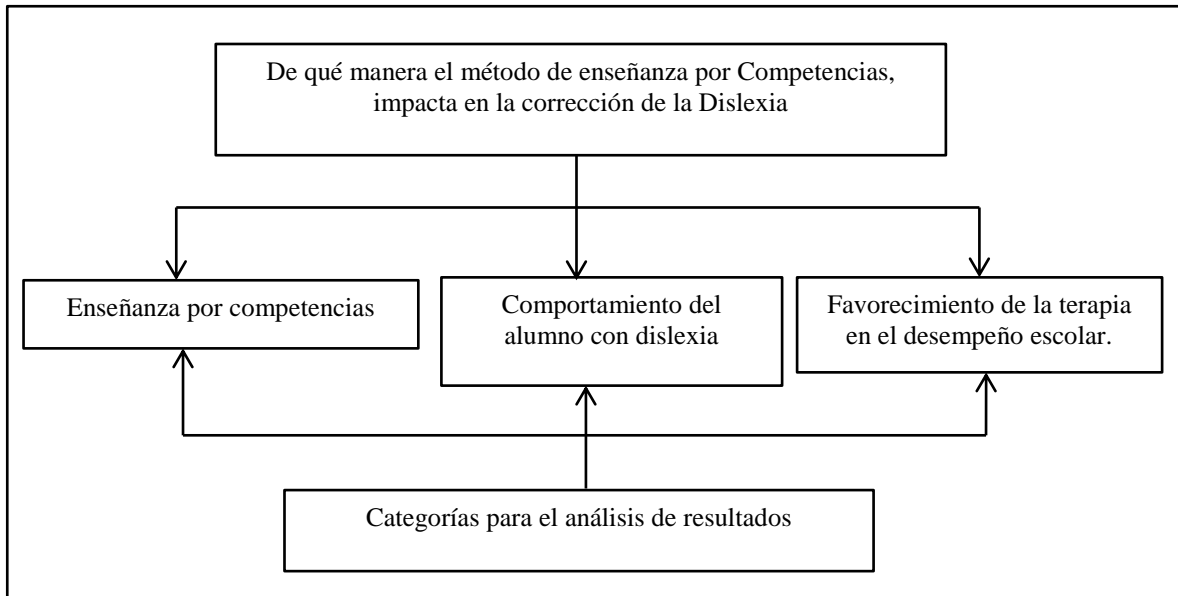 De qué manera el método de enseñanza por Competencias,
impacta en la corrección de la Dislexia
Enseñanza por competencias
Comportamiento del
alumno con dislexia
Favorecimiento de la terapia
en el desempeño escolar.
Categorías para el análisis de resultados